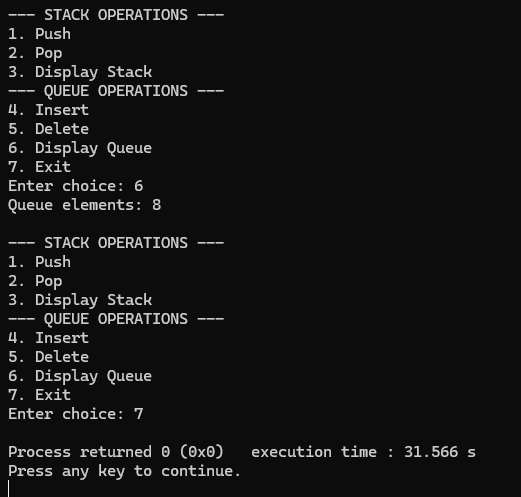 --- STACK OPERATIONS ---
1. Push
2. Pop
3. Display Stack
--- QUEUE OPERATIONS ---
4. Insert
5. Delete
6. Display Queue
7. Exit
Enter choice: 6
Queue elements: 8

--- STACK OPERATIONS ---
1. Push
2. Pop
3. Display Stack
--- QUEUE OPERATIONS ---
4. Insert
5. Delete
6. Display Queue
7. Exit
Enter choice: 7

Process returned 0 (0x0)   execution time : 31.566 s
Press any key to continue.